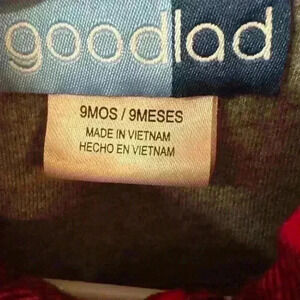 goodlad
9MOS / 9MESES
MADE IN VIETNAM
HECHO EN VIETNAM